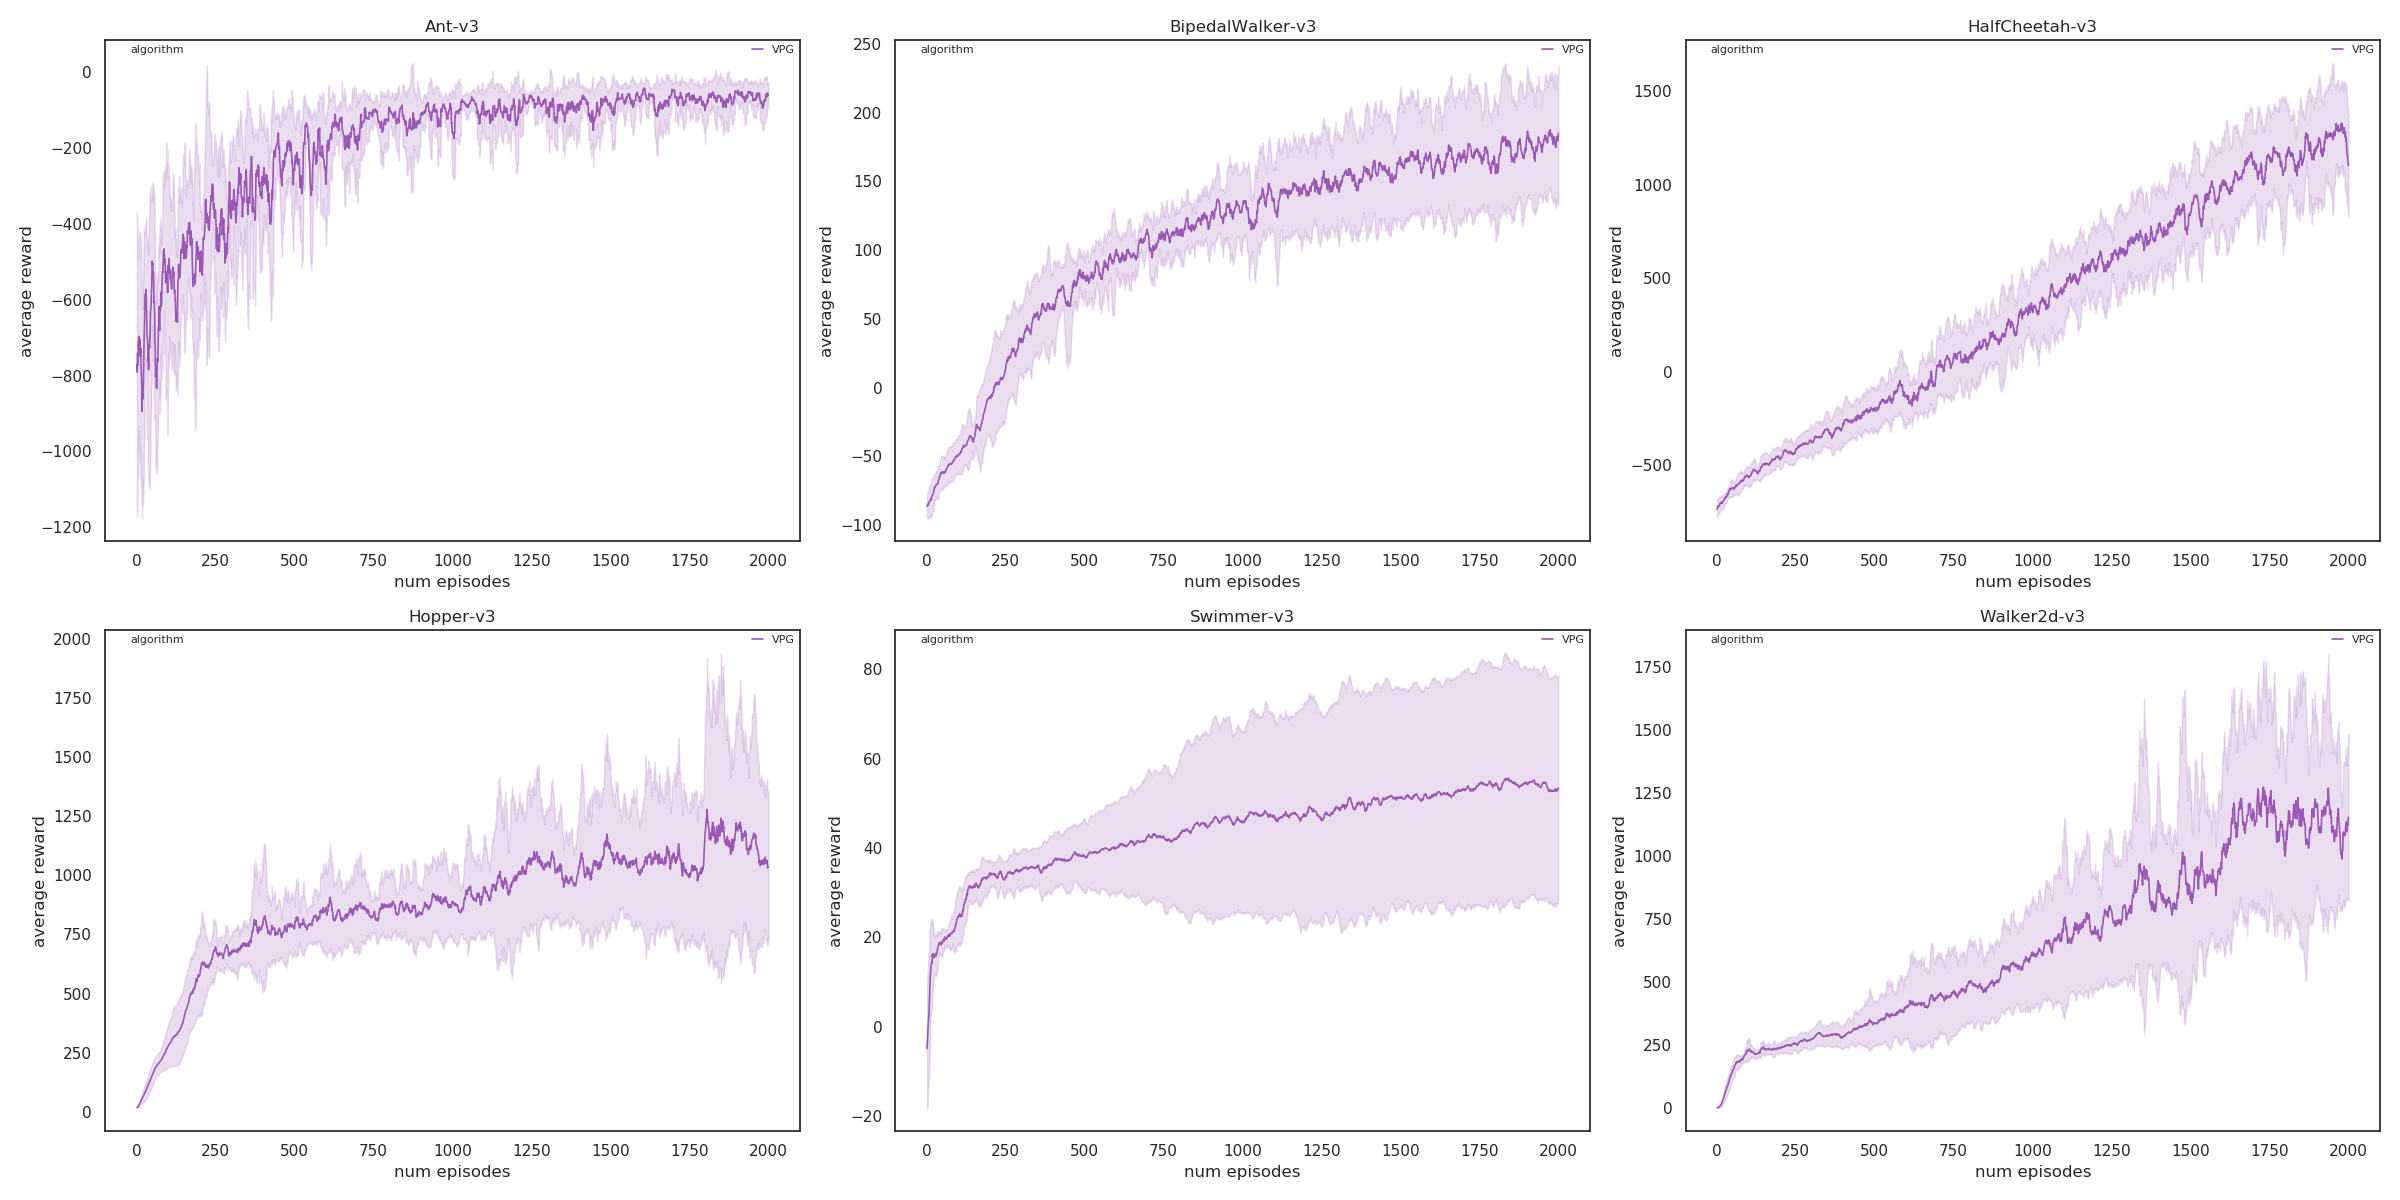 Ant-v3
algorithm VPG
average reward
0
−200
−400
−600
−800
−1000
−1200
0 250 500 750 1000 1250 1500 1750 2000
num episodes
BipedalWalker-v3
algorithm VPG
average reward
250
200
150
100
50
0
−50
−100
0 250 500 750 1000 1250 1500 1750 2000
num episodes
HalfCheetah-v3
algorithm VPG
average reward
1500
1000
500
0
−500
0 250 500 750 1000 1250 1500 1750 2000
num episodes
Hopper-v3
algorithm VPG
average reward
2000
1750
1500
1250
1000
750
500
250
0
0 250 500 750 1000 1250 1500 1750 2000
num episodes
Swimmer-v3
algorithm VPG
average reward
80
60
40
20
0
−20
0 250 500 750 1000 1250 1500 1750 2000
num episodes
Walker2d-v3
algorithm VPG
average reward
1750
1500
1250
1000
750
500
250
0
0 250 500 750 1000 1250 1500 1750 2000
num episodes